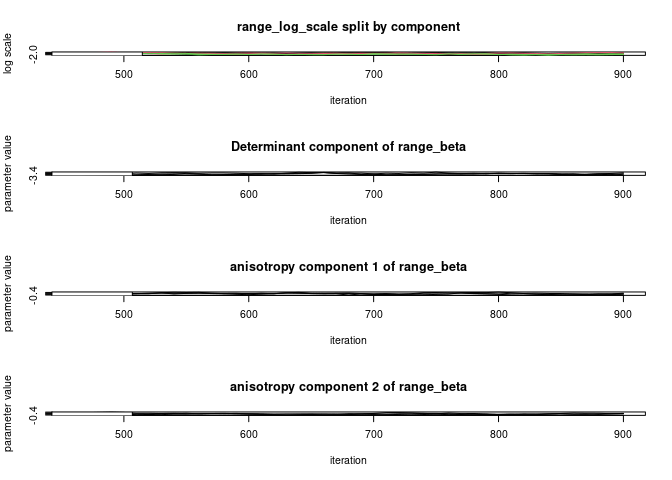 range_log_scale split by component
log scale
-2.0
500 600 700 800 900
iteration
Determinant component of range_beta
parameter value
-3.4
500 600 700 800 900
iteration
anisotropy component 1 of range_beta
parameter value
-0.4
500 600 700 800 900
iteration
anisotropy component 2 of range_beta
parameter value
-0.4
500 600 700 800 900
iteration